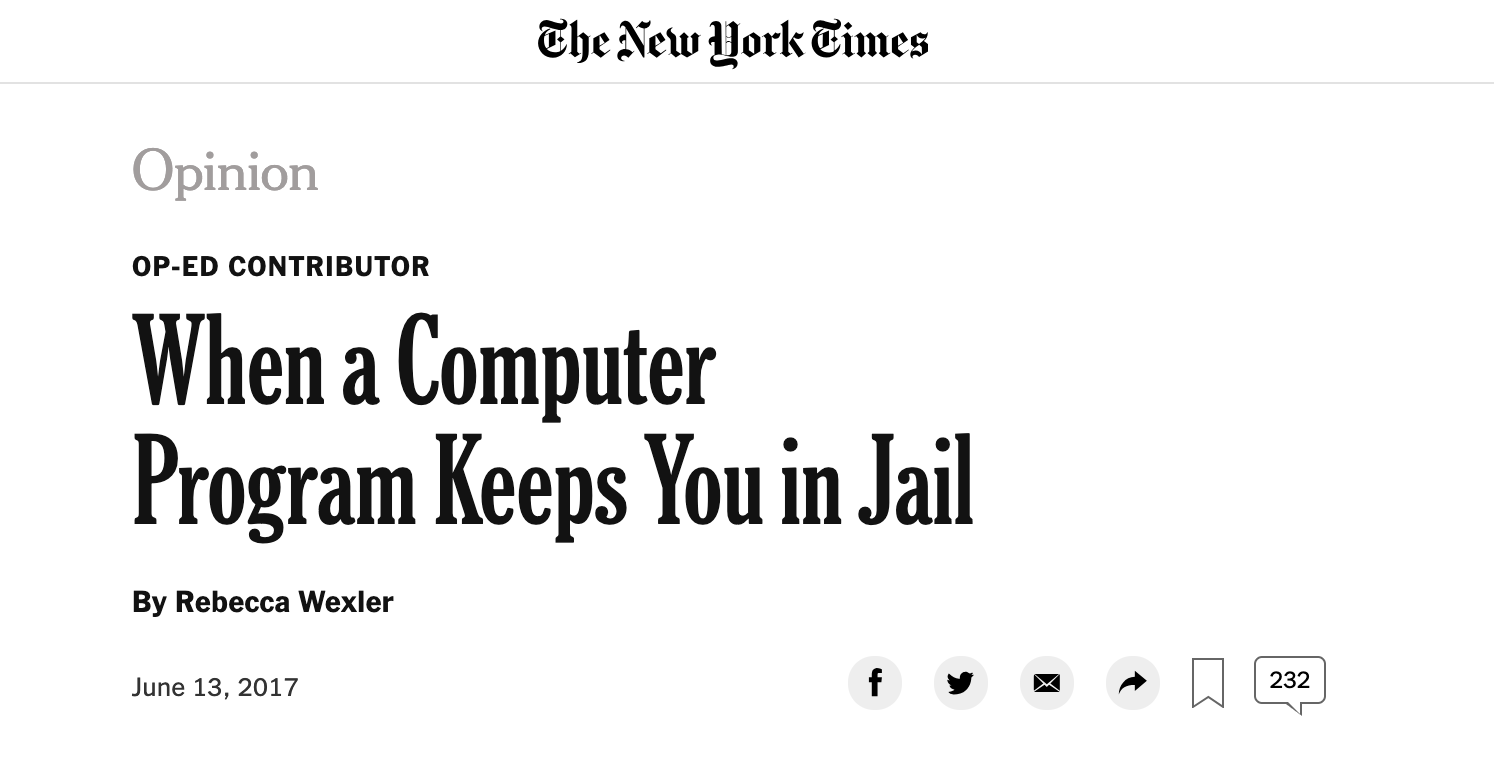 The New York Times
Opinion
OP-ED CONTRIBUTOR
When a Computer
Program Keeps You in Jail
By Rebecca Wexler
June 13, 2017
232